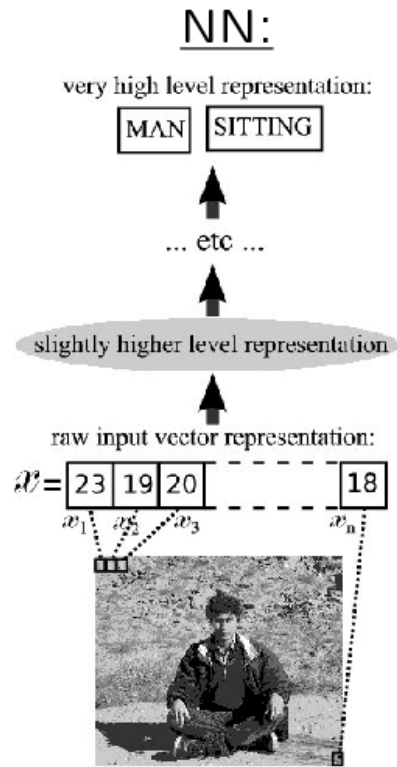 NN:
very high level representation:
MAN SITTING
... etc ...
slightly higher level representation
raw input vector representation:
x = 23 19 20 18
x₁ x₂ x₃ xₙ